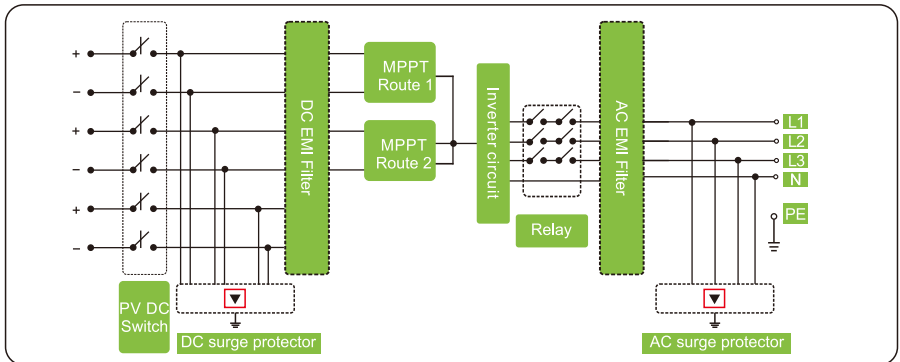 +
−
+
−
+
−
PV DC
Switch
DC surge protector
DC EMI Filter
MPPT
Route 1
MPPT
Route 2
Inverter circuit
Relay
AC EMI Filter
L1
L2
L3
N
PE
AC surge protector